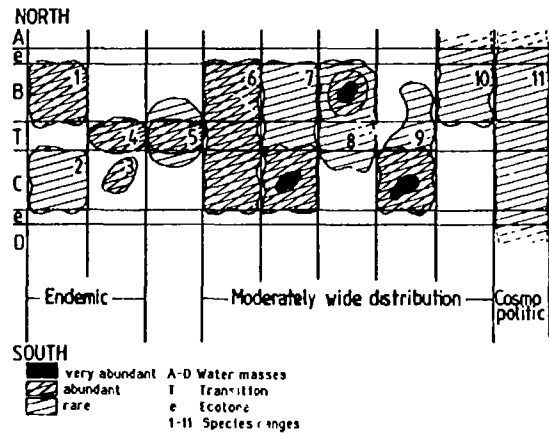 NORTH
A
e
B
T
C
e
D
1
2
3
4
5
6
7
8
9
10
11
Endemic
Moderately wide distribution
Cosmo
politic
SOUTH
very abundant
abundant
rare
A-D Water masses
T Transition
e Ecotone
1-11 Species ranges